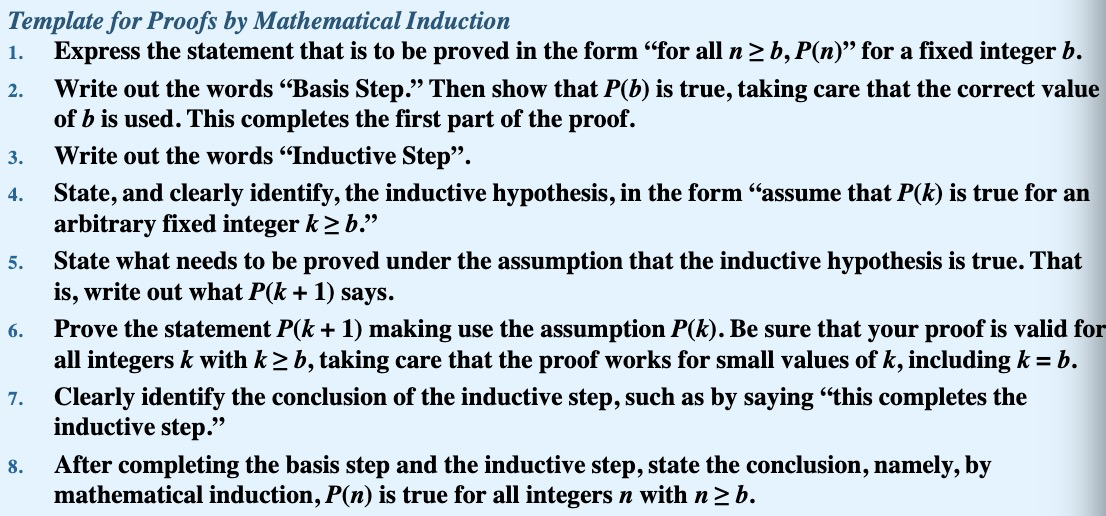 Template for Proofs by Mathematical Induction
1. Express the statement that is to be proved in the form “for all n ≥ b, P(n)” for a fixed integer b.
2. Write out the words “Basis Step.” Then show that P(b) is true, taking care that the correct value
of b is used. This completes the first part of the proof.
3. Write out the words “Inductive Step”.
4. State, and clearly identify, the inductive hypothesis, in the form “assume that P(k) is true for an
arbitrary fixed integer k ≥ b.”
5. State what needs to be proved under the assumption that the inductive hypothesis is true. That
is, write out what P(k + 1) says.
6. Prove the statement P(k + 1) making use the assumption P(k). Be sure that your proof is valid for
all integers k with k ≥ b, taking care that the proof works for small values of k, including k = b.
7. Clearly identify the conclusion of the inductive step, such as by saying “this completes the
inductive step.”
8. After completing the basis step and the inductive step, state the conclusion, namely, by
mathematical induction, P(n) is true for all integers n with n ≥ b.